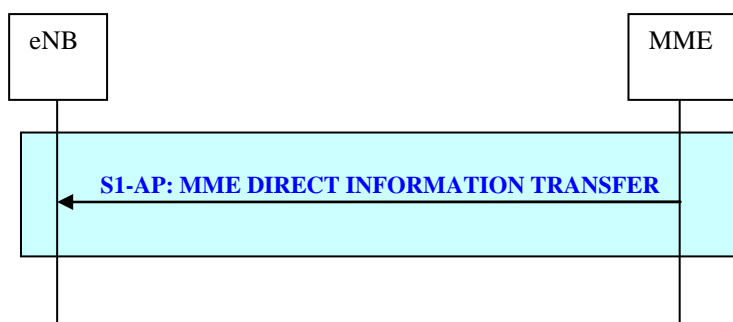 eNB
MME
S1-AP: MME DIRECT INFORMATION TRANSFER